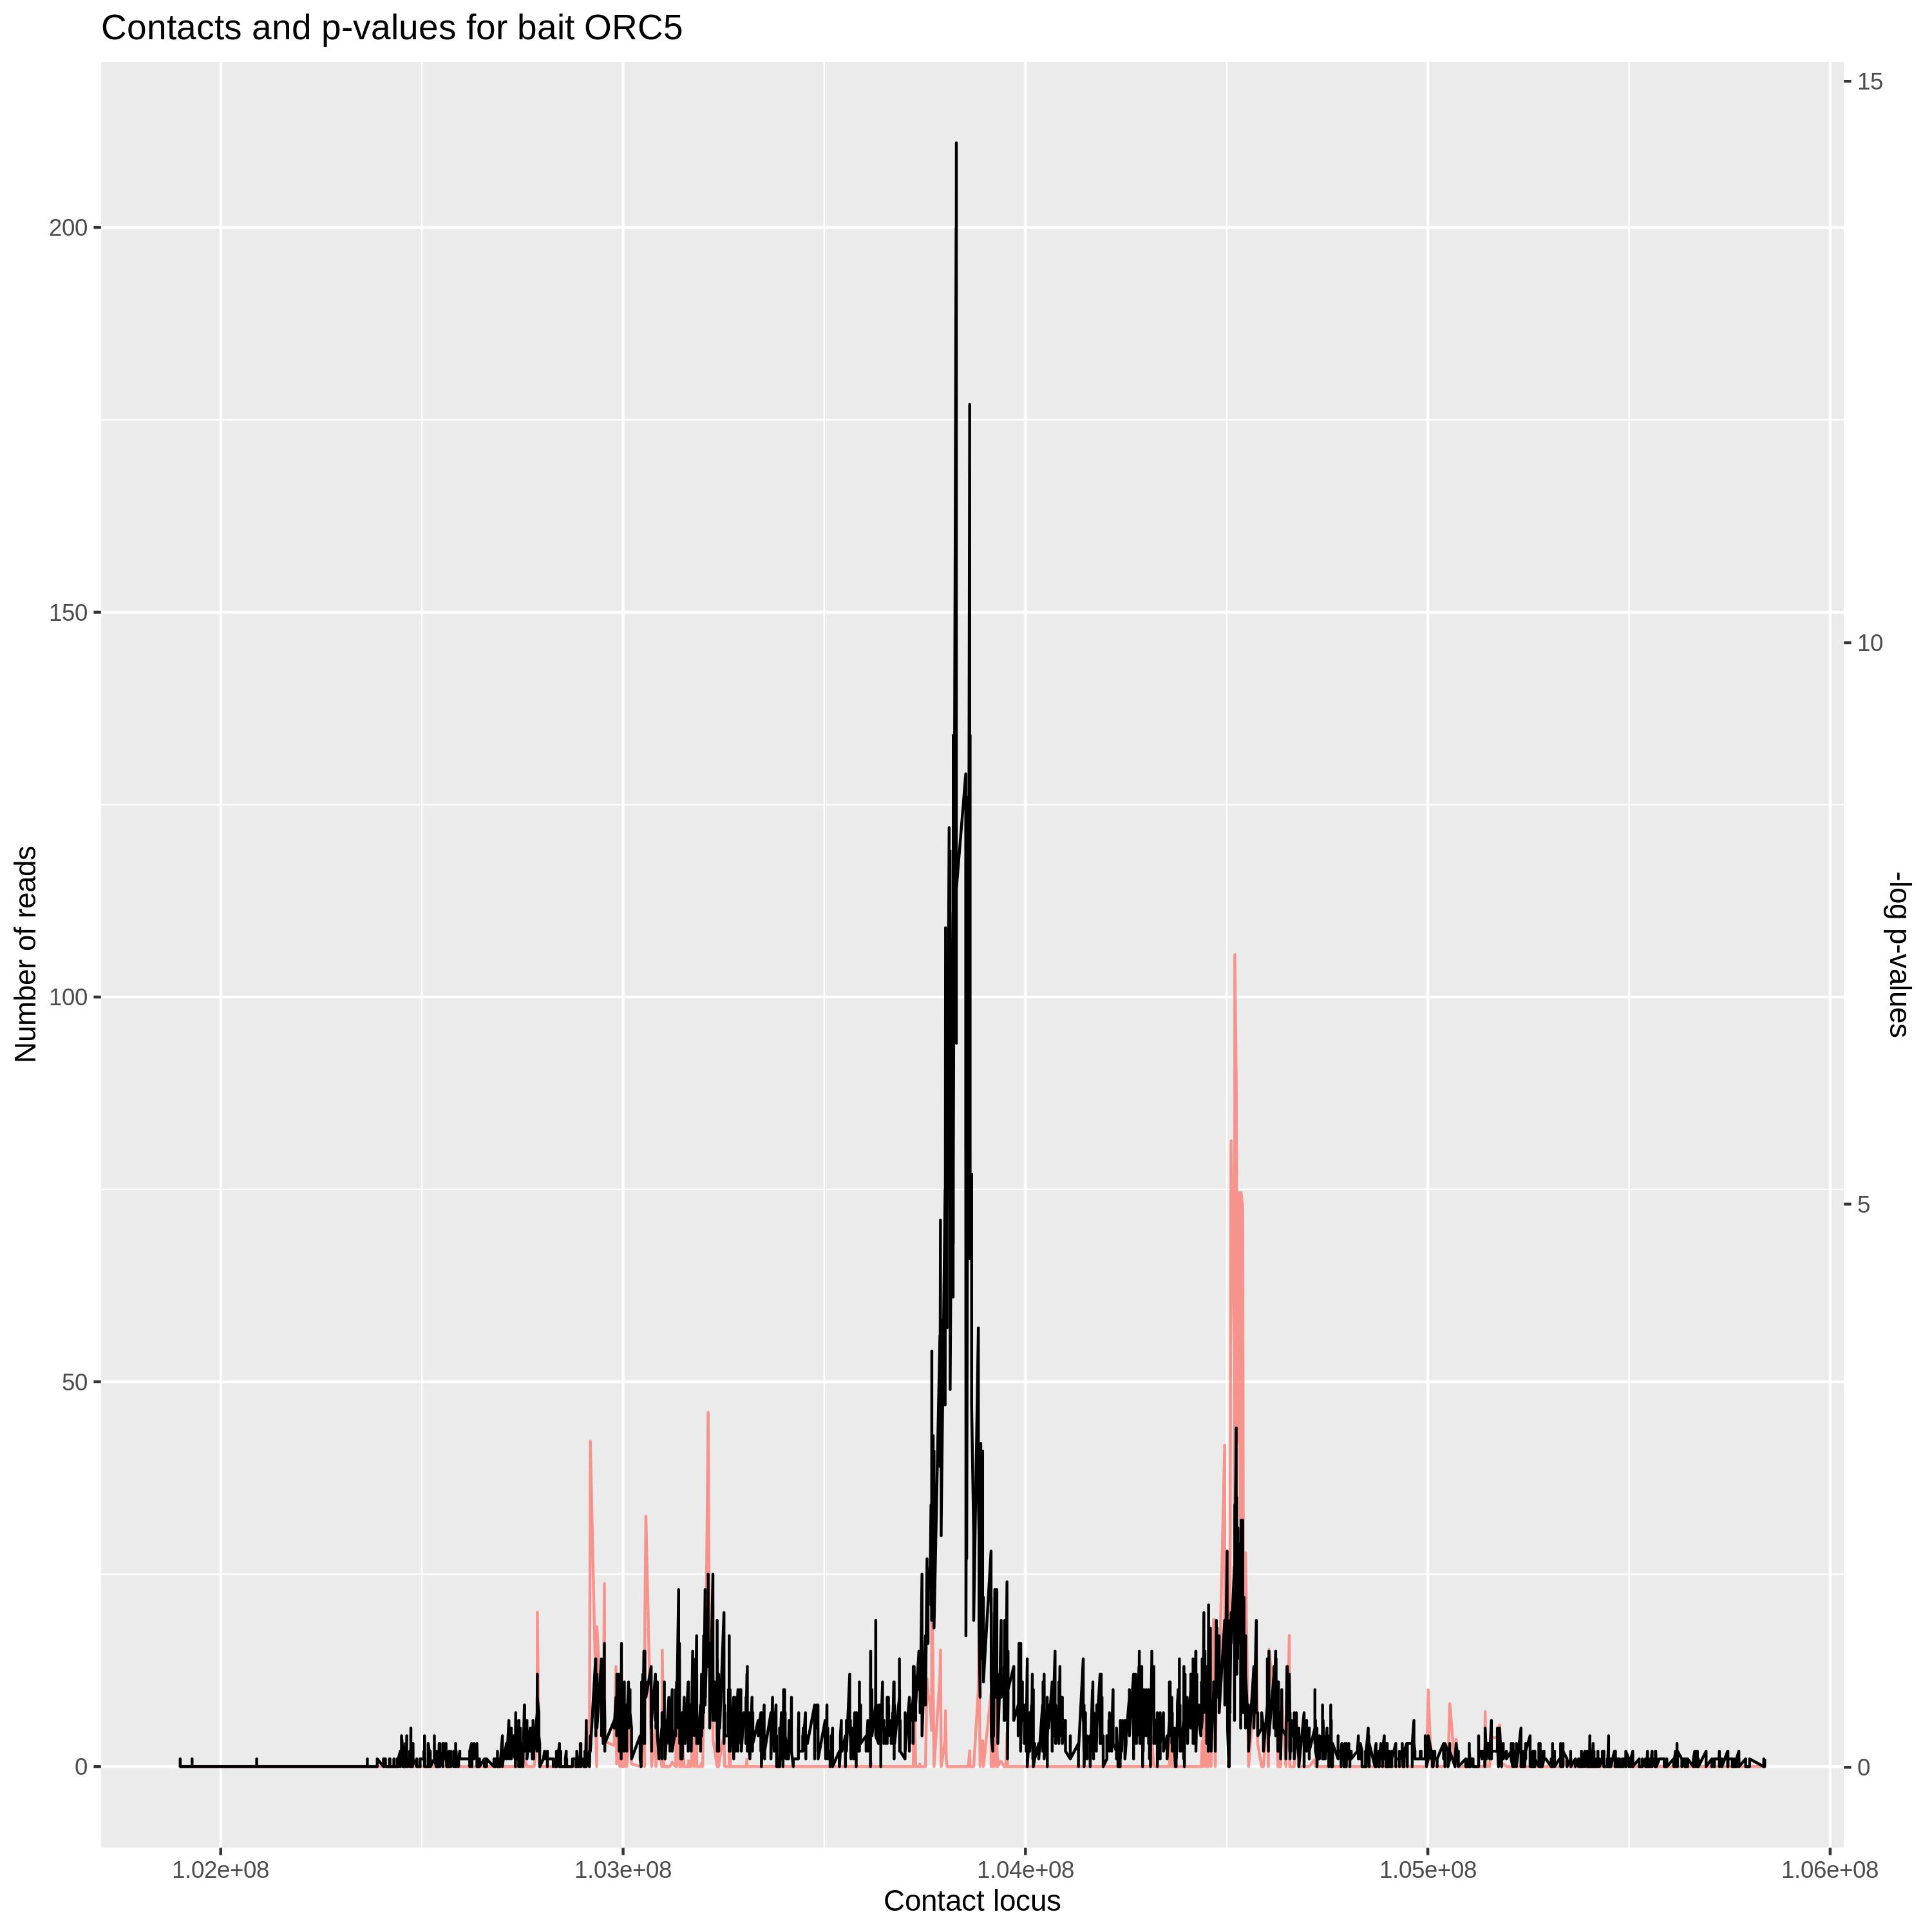 Contacts and p-values for bait ORC5
Number of reads
200
150
100
50
0
15
10
5
0
-log p-values
1.02e+08 1.03e+08 1.04e+08 1.05e+08 1.06e+08
Contact locus